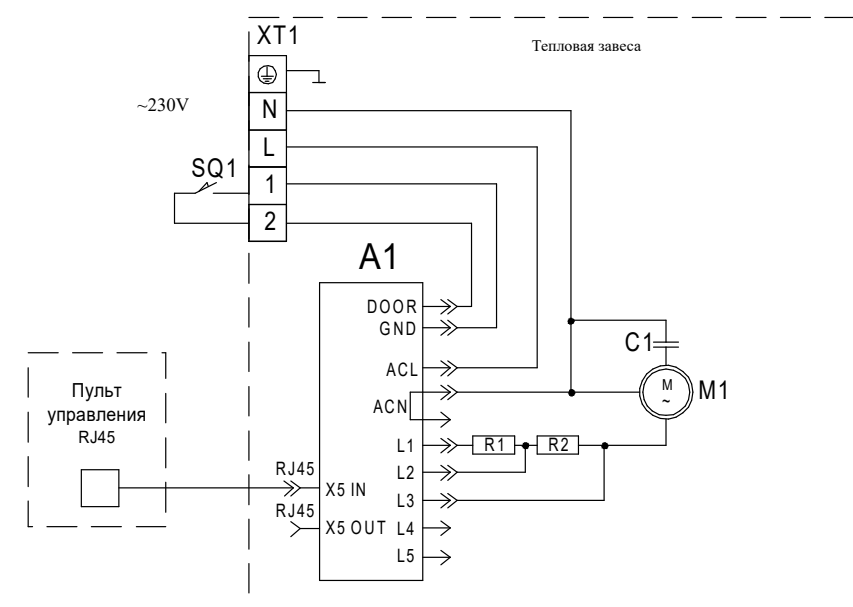 XT1
Тепловая завеса
~230V
N
L
SQ1
1
2
A1
DOOR
GND
ACL
ACN
C1
M
~
M1
L1
R1
R2
L2
L3
L4
L5
Пульт
управления
RJ45
RJ45
X5 IN
RJ45
X5 OUT